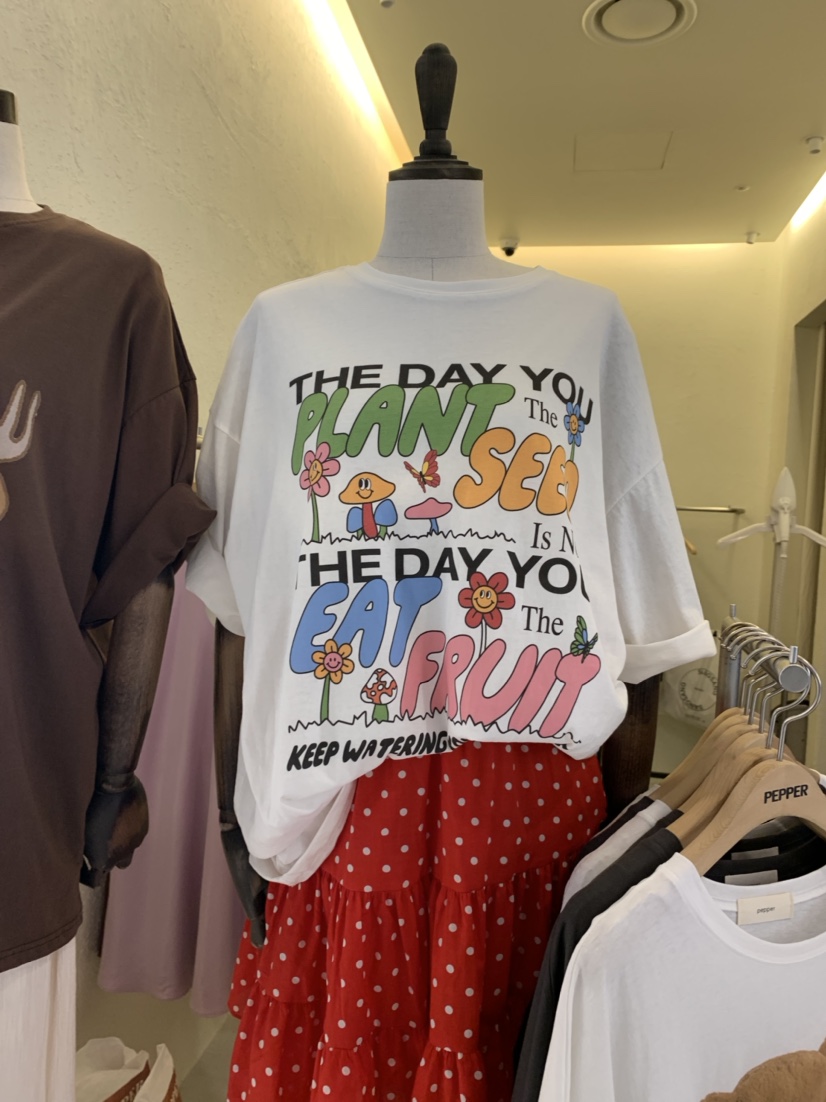 THE DAY YOU
PLANT The
SEED
Is N
THE DAY YOU
EAT The
FRUIT
KEEP WATERING
PEPPER
pepper